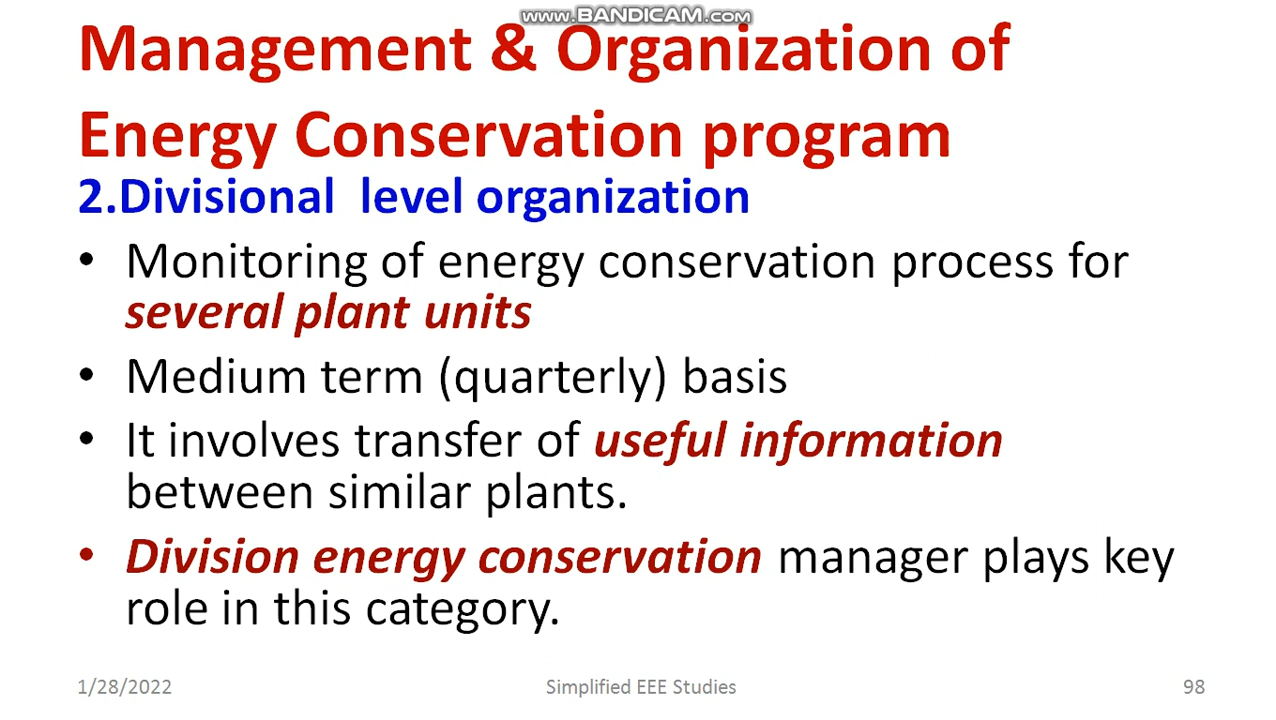 www.BANDICAM.com
Management & Organization of
Energy Conservation program
2.Divisional level organization
• Monitoring of energy conservation process for
several plant units
• Medium term (quarterly) basis
• It involves transfer of useful information
between similar plants.
• Division energy conservation manager plays key
role in this category.
1/28/2022 Simplified EEE Studies 98